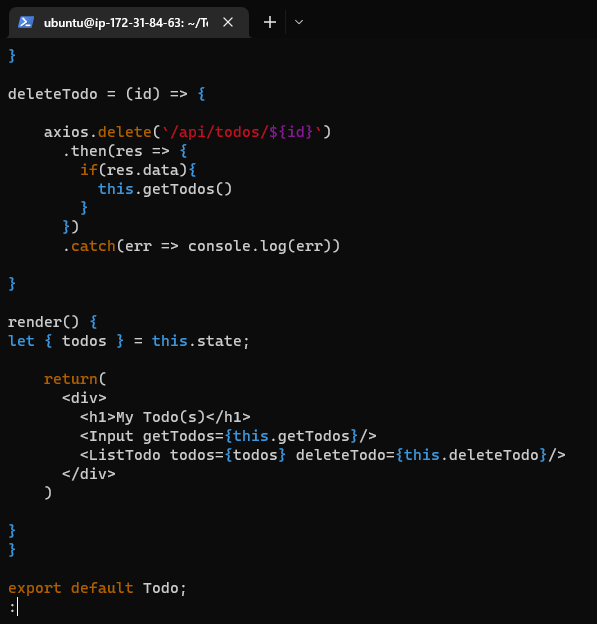 ubuntu@ip-172-31-84-63: ~/To
}
deleteTodo = (id) => {
axios.delete(`/api/todos/${id}`)
.then(res => {
if(res.data){
this.getTodos()
}
})
.catch(err => console.log(err))
}
render() {
let { todos } = this.state;
return(
<div>
<h1>My Todo(s)</h1>
<Input getTodos={this.getTodos}/>
<ListTodo todos={todos} deleteTodo={this.deleteTodo}/>
</div>
)
}
}
export default Todo;
: